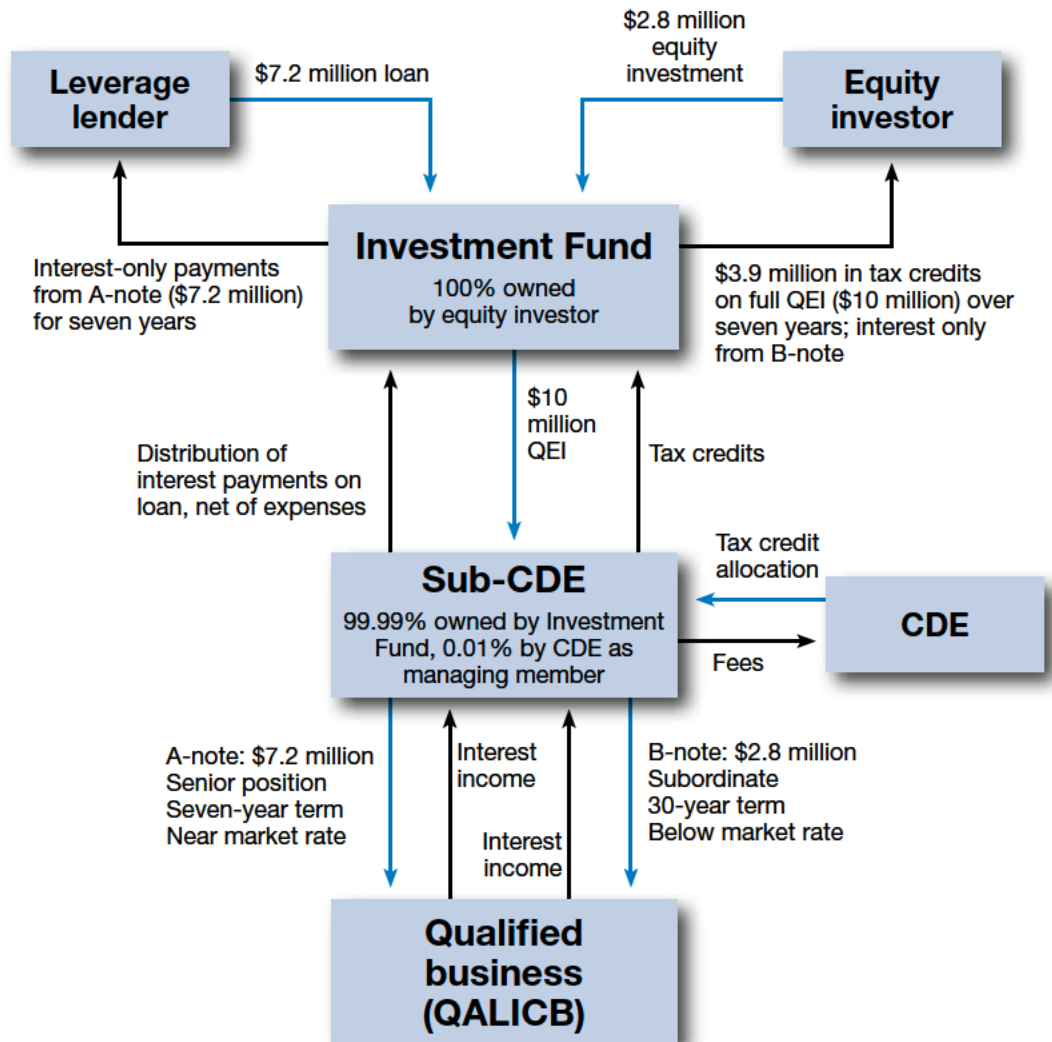 $2.8 million
equity
investment
Leverage
lender
$7.2 million loan
Equity
investor
Investment Fund
100% owned
by equity investor
Interest-only payments
from A-note ($7.2 million)
for seven years
$3.9 million in tax credits
on full QEI ($10 million) over
seven years; interest only
from B-note
$10
million
QEI
Distribution of
interest payments on
loan, net of expenses
Tax credits
Tax credit
allocation
Sub-CDE
99.99% owned by Investment
Fund, 0.01% by CDE as
managing member
CDE
Fees
A-note: $7.2 million
Senior position
Seven-year term
Near market rate
Interest
income
Interest
income
B-note: $2.8 million
Subordinate
30-year term
Below market rate
Qualified
business
(QALICB)